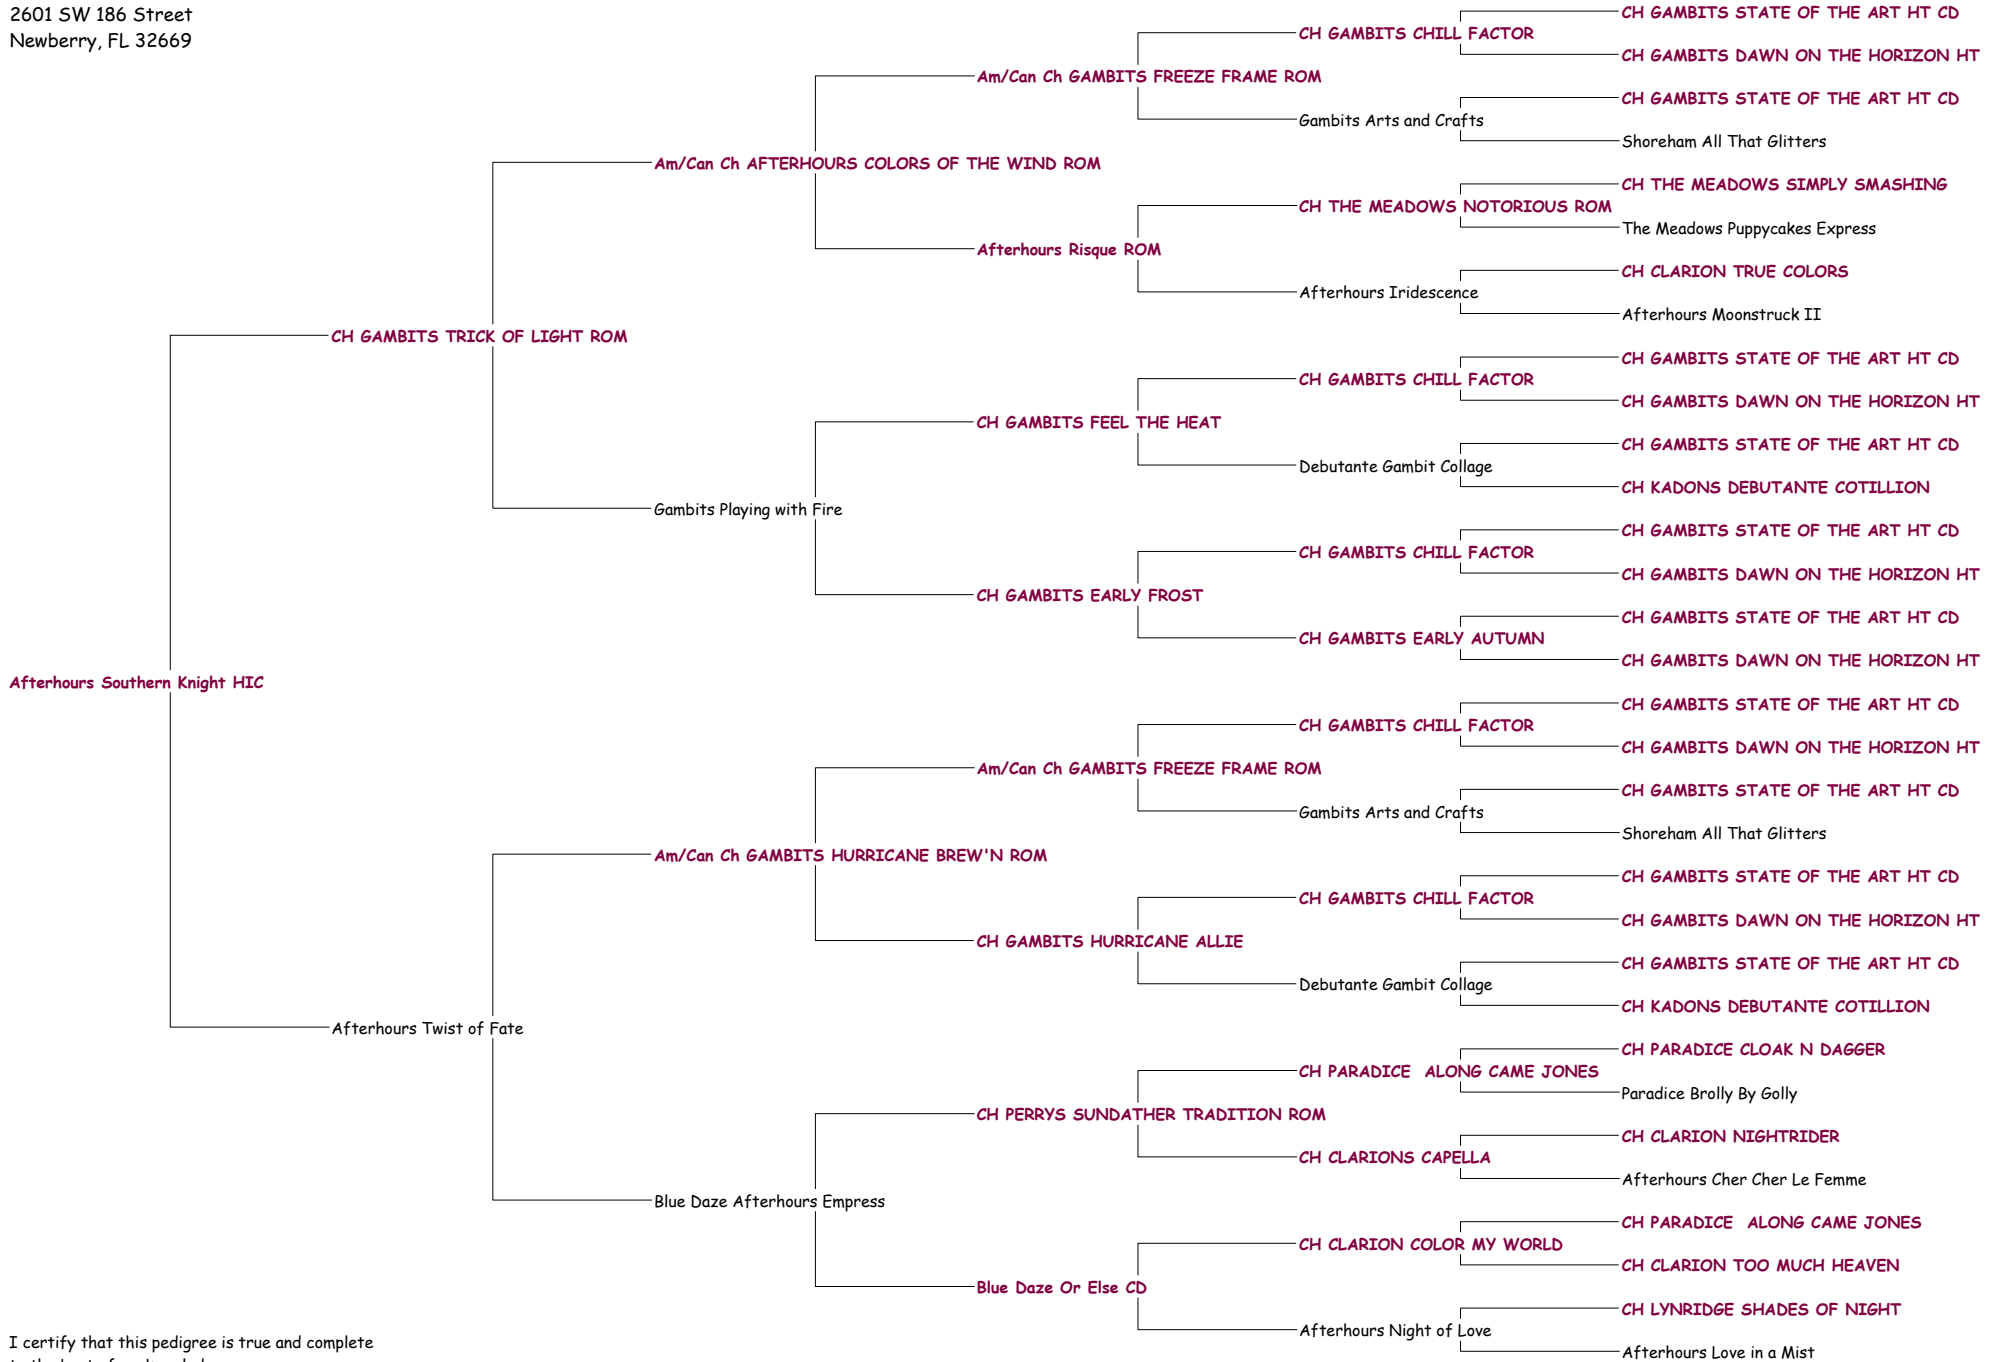 2601 SW 186 Street
Newberry, FL 32669
CH GAMBITS STATE OF THE ART HT CD
CH GAMBITS CHILL FACTOR
CH GAMBITS DAWN ON THE HORIZON HT
Am/Can Ch GAMBITS FREEZE FRAME ROM
CH GAMBITS STATE OF THE ART HT CD
Gambits Arts and Crafts
Shoreham All That Glitters
Am/Can Ch AFTERHOURS COLORS OF THE WIND ROM
CH THE MEADOWS SIMPLY SMASHING
CH THE MEADOWS NOTORIOUS ROM
The Meadows Puppycakes Express
Afterhours Risque ROM
CH CLARION TRUE COLORS
Afterhours Iridescence
Afterhours Moonstruck II
CH GAMBITS TRICK OF LIGHT ROM
CH GAMBITS STATE OF THE ART HT CD
CH GAMBITS CHILL FACTOR
CH GAMBITS DAWN ON THE HORIZON HT
CH GAMBITS FEEL THE HEAT
CH GAMBITS STATE OF THE ART HT CD
Debutante Gambit Collage
CH KADONS DEBUTANTE COTILLION
Gambits Playing with Fire
CH GAMBITS STATE OF THE ART HT CD
CH GAMBITS CHILL FACTOR
CH GAMBITS DAWN ON THE HORIZON HT
CH GAMBITS EARLY FROST
CH GAMBITS STATE OF THE ART HT CD
CH GAMBITS EARLY AUTUMN
CH GAMBITS DAWN ON THE HORIZON HT
Afterhours Southern Knight HIC
CH GAMBITS STATE OF THE ART HT CD
CH GAMBITS CHILL FACTOR
CH GAMBITS DAWN ON THE HORIZON HT
Am/Can Ch GAMBITS FREEZE FRAME ROM
CH GAMBITS STATE OF THE ART HT CD
Gambits Arts and Crafts
Shoreham All That Glitters
Am/Can Ch GAMBITS HURRICANE BREW'N ROM
CH GAMBITS STATE OF THE ART HT CD
CH GAMBITS CHILL FACTOR
CH GAMBITS DAWN ON THE HORIZON HT
CH GAMBITS HURRICANE ALLIE
CH GAMBITS STATE OF THE ART HT CD
Debutante Gambit Collage
CH KADONS DEBUTANTE COTILLION
Afterhours Twist of Fate
CH PARADICE CLOAK N DAGGER
CH PARADICE  ALONG CAME JONES
Paradice Brolly By Golly
CH PERRYS SUNDATHER TRADITION ROM
CH CLARION NIGHTRIDER
CH CLARIONS CAPELLA
Afterhours Cher Cher Le Femme
Blue Daze Afterhours Empress
CH PARADICE  ALONG CAME JONES
CH CLARION COLOR MY WORLD
CH CLARION TOO MUCH HEAVEN
Blue Daze Or Else CD
CH LYNRIDGE SHADES OF NIGHT
Afterhours Night of Love
Afterhours Love in a Mist
I certify that this pedigree is true and complete